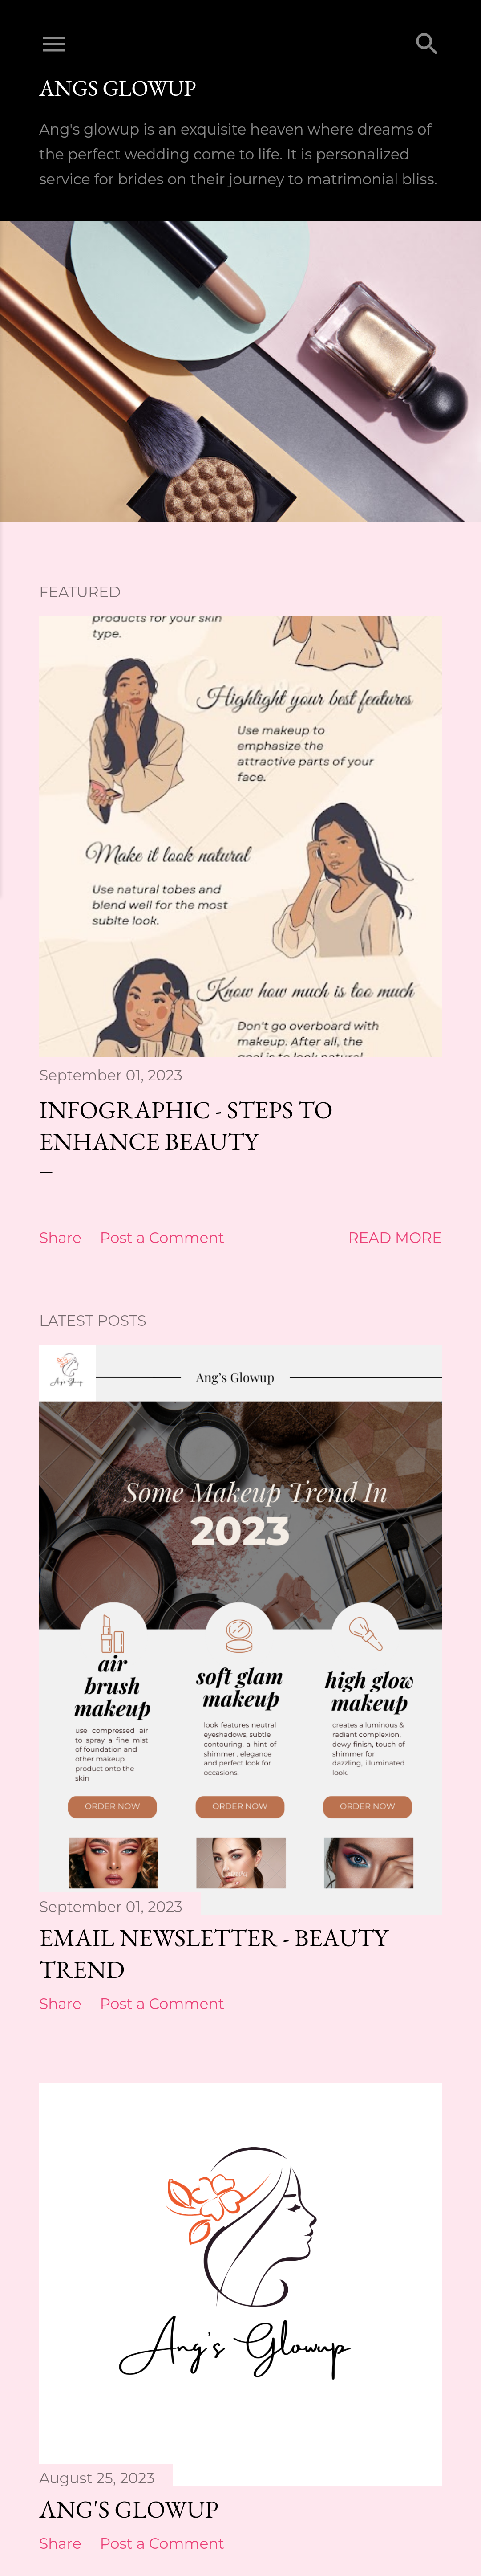 ANGS GLOWUP
Ang's glowup is an exquisite heaven where dreams of
the perfect wedding come to life. It is personalized
service for brides on their journey to matrimonial bliss.
FEATURED
products for your skin
type.
Highlight your best features
Use makeup to
emphasize the
attractive parts of your
face.
Make it look natural
Use natural tobes and
blend well for the most
sublte look.
Know how much is too much
Don't go overboard with
makeup. After all, the
goal is to look natural.
September 01, 2023
INFOGRAPHIC - STEPS TO
ENHANCE BEAUTY
Share Post a Comment READ MORE
LATEST POSTS
Ang's Glowup
Ang's Glowup
Some Makeup Trend In
2023
air
brush
makeup
use compressed air
to spray a fine mist
of foundation and
other makeup
product onto the
skin
ORDER NOW
soft glam
makeup
look features neutral
eyeshadows, subtle
contouring, a hint of
shimmer , elegance
and perfect look for
occasions.
ORDER NOW
high glow
makeup
creates a luminous &
radiant complexion,
dewy finish, touch of
shimmer for
dazzling, illuminated
look.
ORDER NOW
September 01, 2023
EMAIL NEWSLETTER - BEAUTY
TREND
Share Post a Comment
Ang's Glowup
August 25, 2023
ANG'S GLOWUP
Share Post a Comment